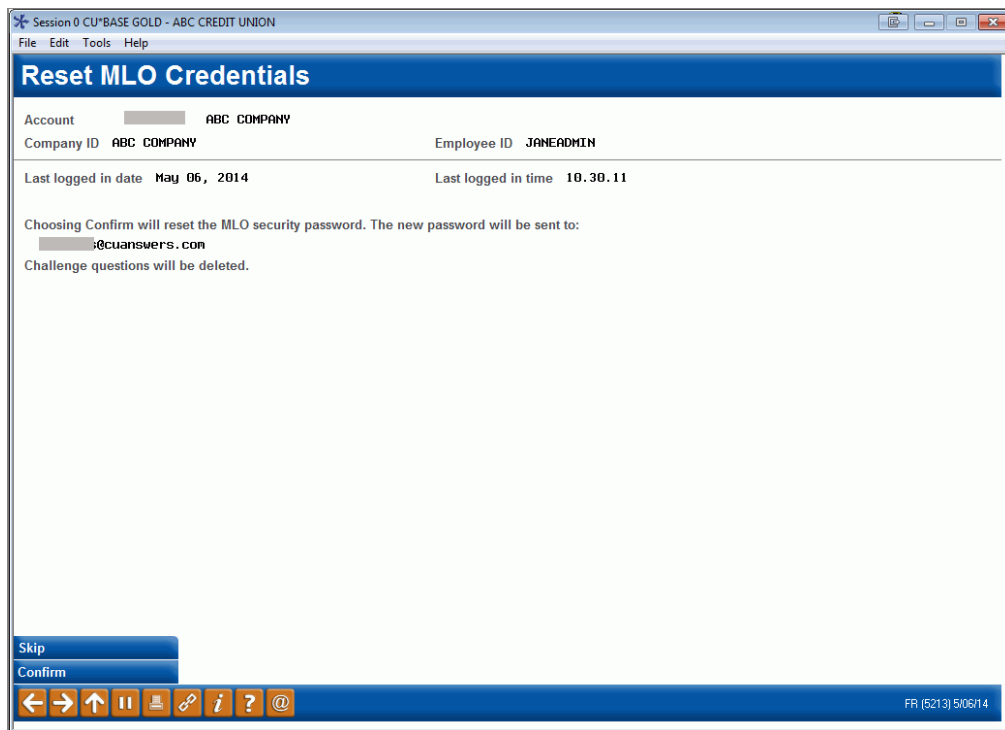 Session 0 CU*BASE GOLD - ABC CREDIT UNION
File Edit Tools Help
Reset MLO Credentials
Account ABC COMPANY
Company ID ABC COMPANY Employee ID JANEADMIN
Last logged in date May 06, 2014 Last logged in time 10.30.11
Choosing Confirm will reset the MLO security password. The new password will be sent to:
@cuanswers.com
Challenge questions will be deleted.
Skip
Confirm
FR (5213) 5/06/14